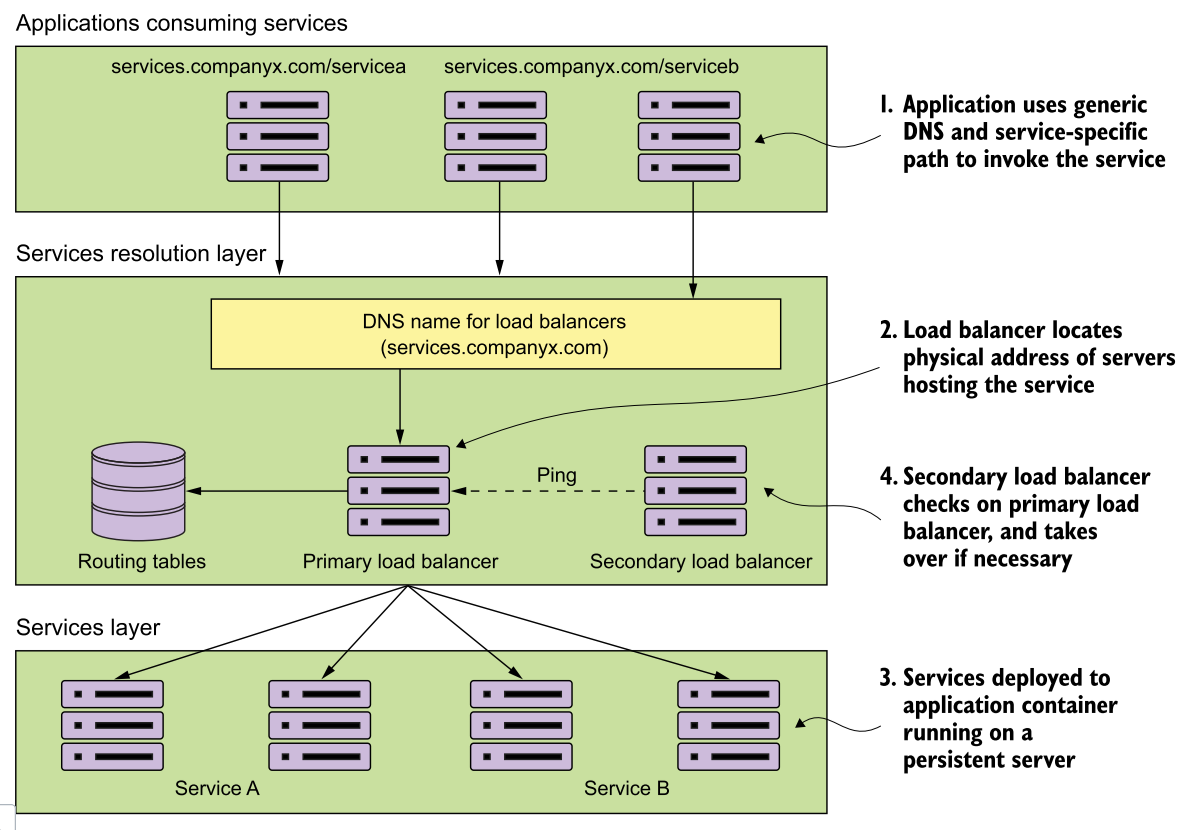 Applications consuming services
services.companyx.com/servicea
services.companyx.com/serviceb
1. Application uses generic
DNS and service-specific
path to invoke the service
Services resolution layer
DNS name for load balancers
(services.companyx.com)
2. Load balancer locates
physical address of servers
hosting the service
Ping
Routing tables
Primary load balancer
Secondary load balancer
4. Secondary load balancer
checks on primary load
balancer, and takes
over if necessary
Services layer
Service A
Service B
3. Services deployed to
application container
running on a
persistent server